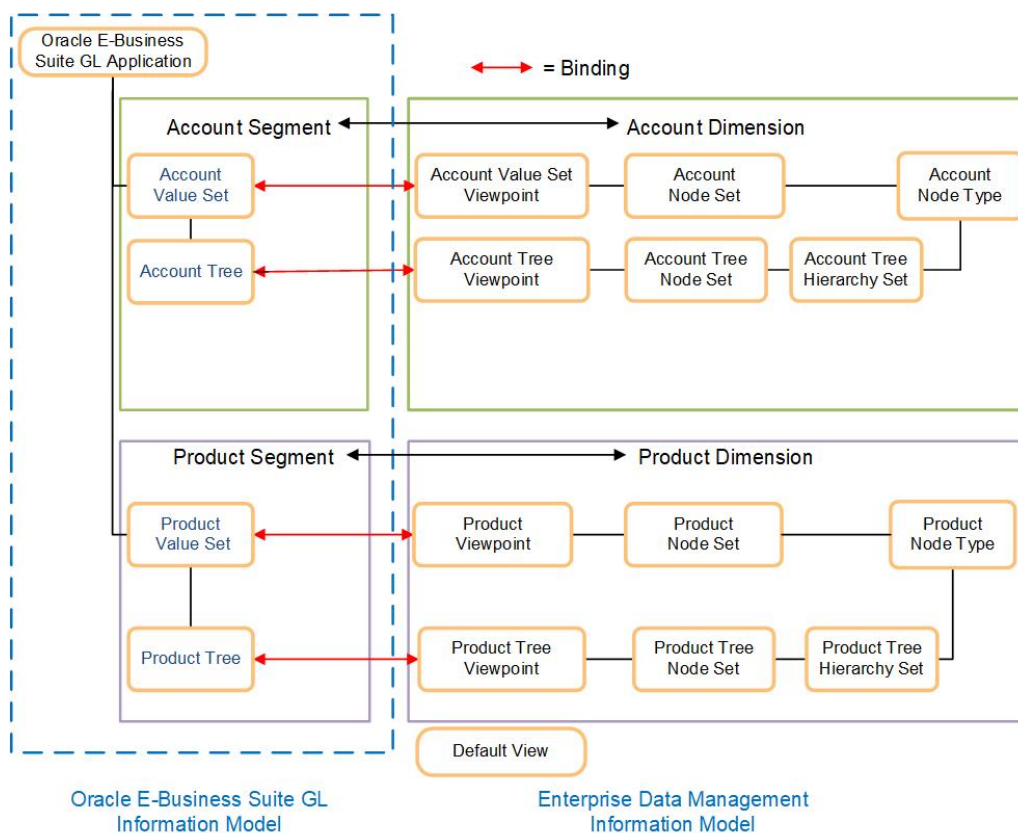 Oracle E-Business
Suite GL Application
= Binding
Account Segment
Account Dimension
Account
Value Set
Account Value Set
Viewpoint
Account
Node Set
Account
Node Type
Account Tree
Account Tree
Viewpoint
Account Tree
Node Set
Account Tree
Hierarchy Set
Product Segment
Product Dimension
Product
Value Set
Product
Viewpoint
Product
Node Set
Product
Node Type
Product Tree
Product Tree
Viewpoint
Product Tree
Node Set
Product Tree
Hierarchy Set
Default View
Oracle E-Business Suite GL
Information Model
Enterprise Data Management
Information Model